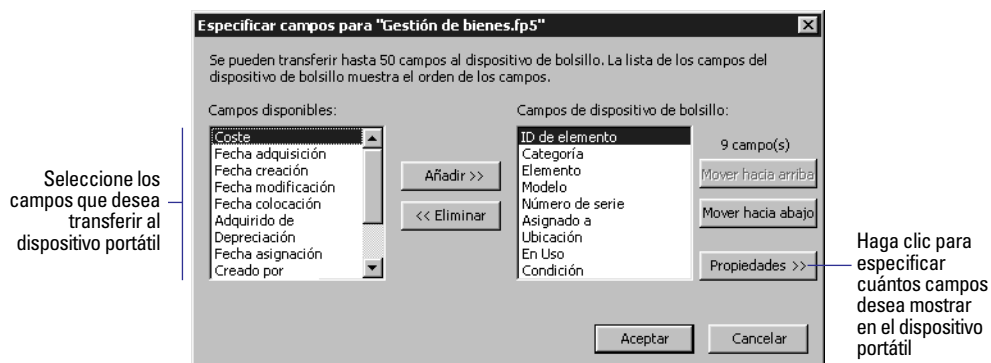 Especificar campos para "Gestión de bienes.fp5"
Se pueden transferir hasta 50 campos al dispositivo de bolsillo. La lista de los campos del
dispositivo de bolsillo muestra el orden de los campos.
Campos disponibles:
Coste
Fecha adquisición
Fecha creación
Fecha modificación
Fecha colocación
Adquirido de
Depreciación
Fecha asignación
Creado por
Añadir >>
<< Eliminar
Campos de dispositivo de bolsillo:
ID de elemento
Categoría
Elemento
Modelo
Número de serie
Asignado a
Ubicación
En Uso
Condición
9 campo(s)
Mover hacia arriba
Mover hacia abajo
Propiedades >>
Aceptar
Cancelar
Seleccione los
campos que desea
transferir al
dispositivo portátil
Haga clic para
especificar
cuántos campos
desea mostrar
en el dispositivo
portátil